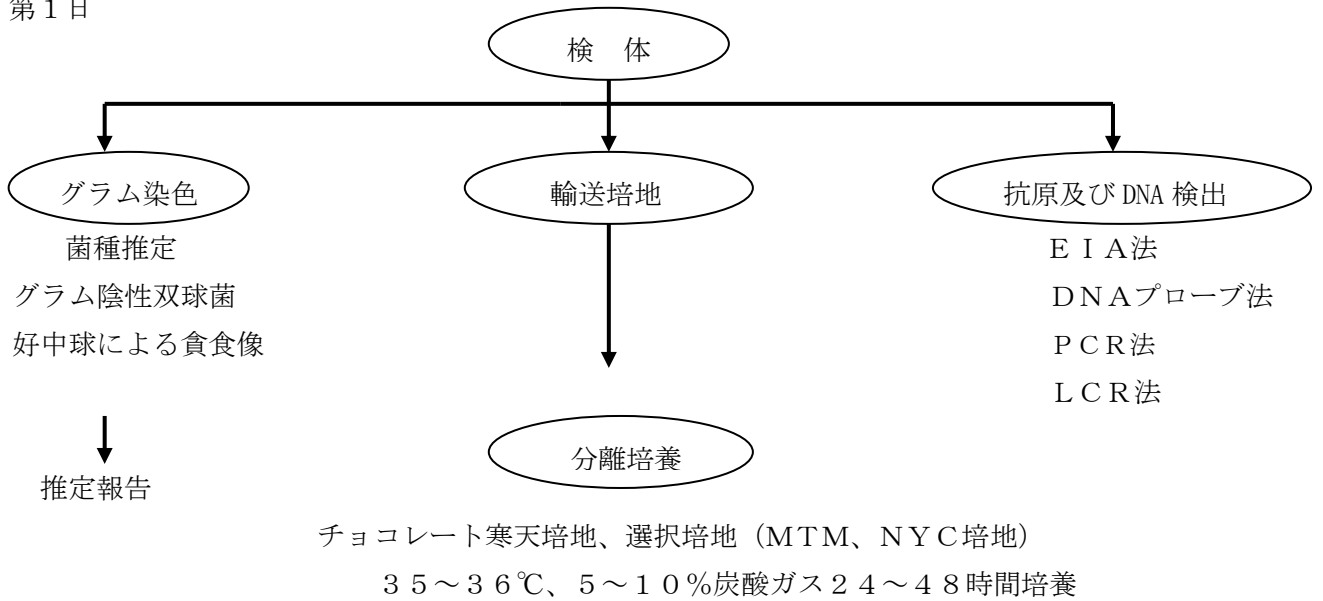 第１日
検　体
グラム染色
輸送培地
抗原及び DNA 検出
菌種推定
グラム陰性双球菌
好中球による貪食像
ＥＩＡ法
ＤＮＡプローブ法
ＰＣＲ法
ＬＣＲ法
推定報告
分離培養
チョコレート寒天培地、選択培地（ＭＴＭ、ＮＹＣ培地）
３５～３６℃、５～１０％炭酸ガス２４～４８時間培養